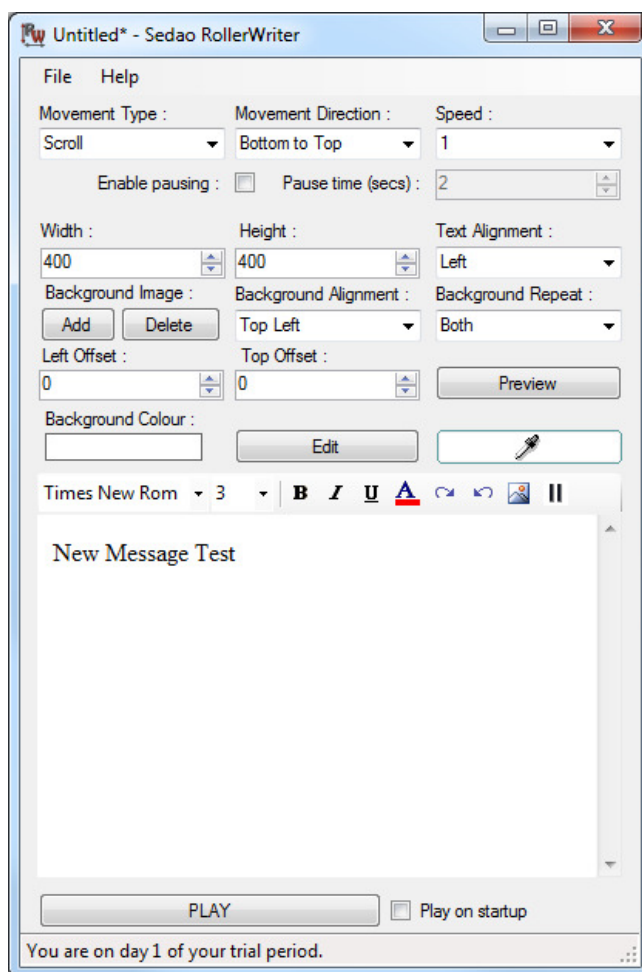 Untitled* - Sedao RollerWriter
File Help
Movement Type : Movement Direction : Speed :
Scroll Bottom to Top 1
Enable pausing : Pause time (secs) : 2
Width : Height : Text Alignment :
400 400 Left
Background Image : Background Alignment : Background Repeat :
Add Delete Top Left Both
Left Offset : Top Offset :
0 0 Preview
Background Colour :
Edit
Times New Rom 3 B I U A
New Message Test
PLAY Play on startup
You are on day 1 of your trial period.